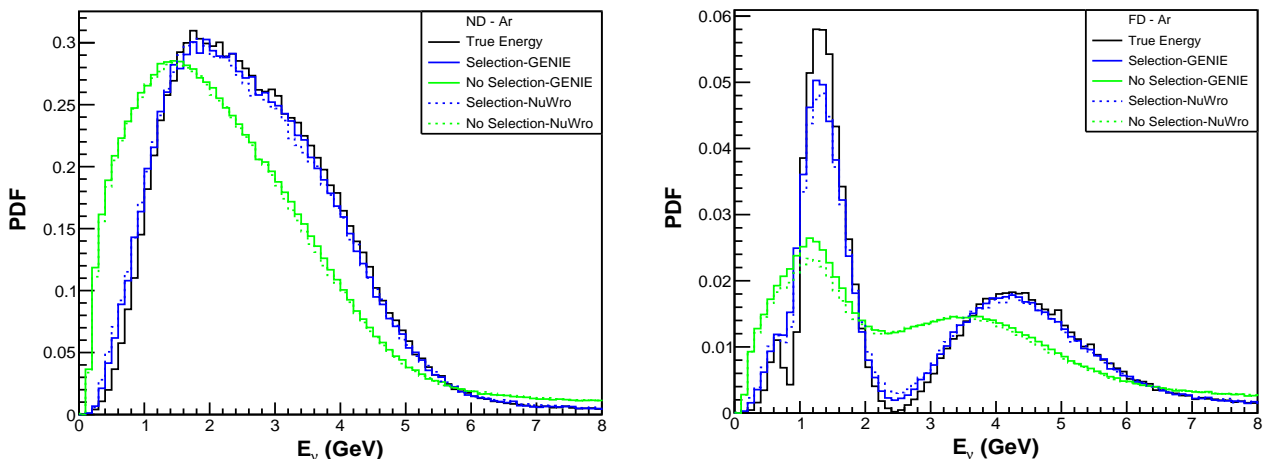 ND - Ar
True Energy
Selection-GENIE
No Selection-GENIE
Selection-NuWro
No Selection-NuWro
PDF
0.3
0.25
0.2
0.15
0.1
0.05
0
0 1 2 3 4 5 6 7 8
E_ν (GeV)
FD - Ar
True Energy
Selection-GENIE
No Selection-GENIE
Selection-NuWro
No Selection-NuWro
PDF
0.06
0.05
0.04
0.03
0.02
0.01
0
0 1 2 3 4 5 6 7 8
E_ν (GeV)